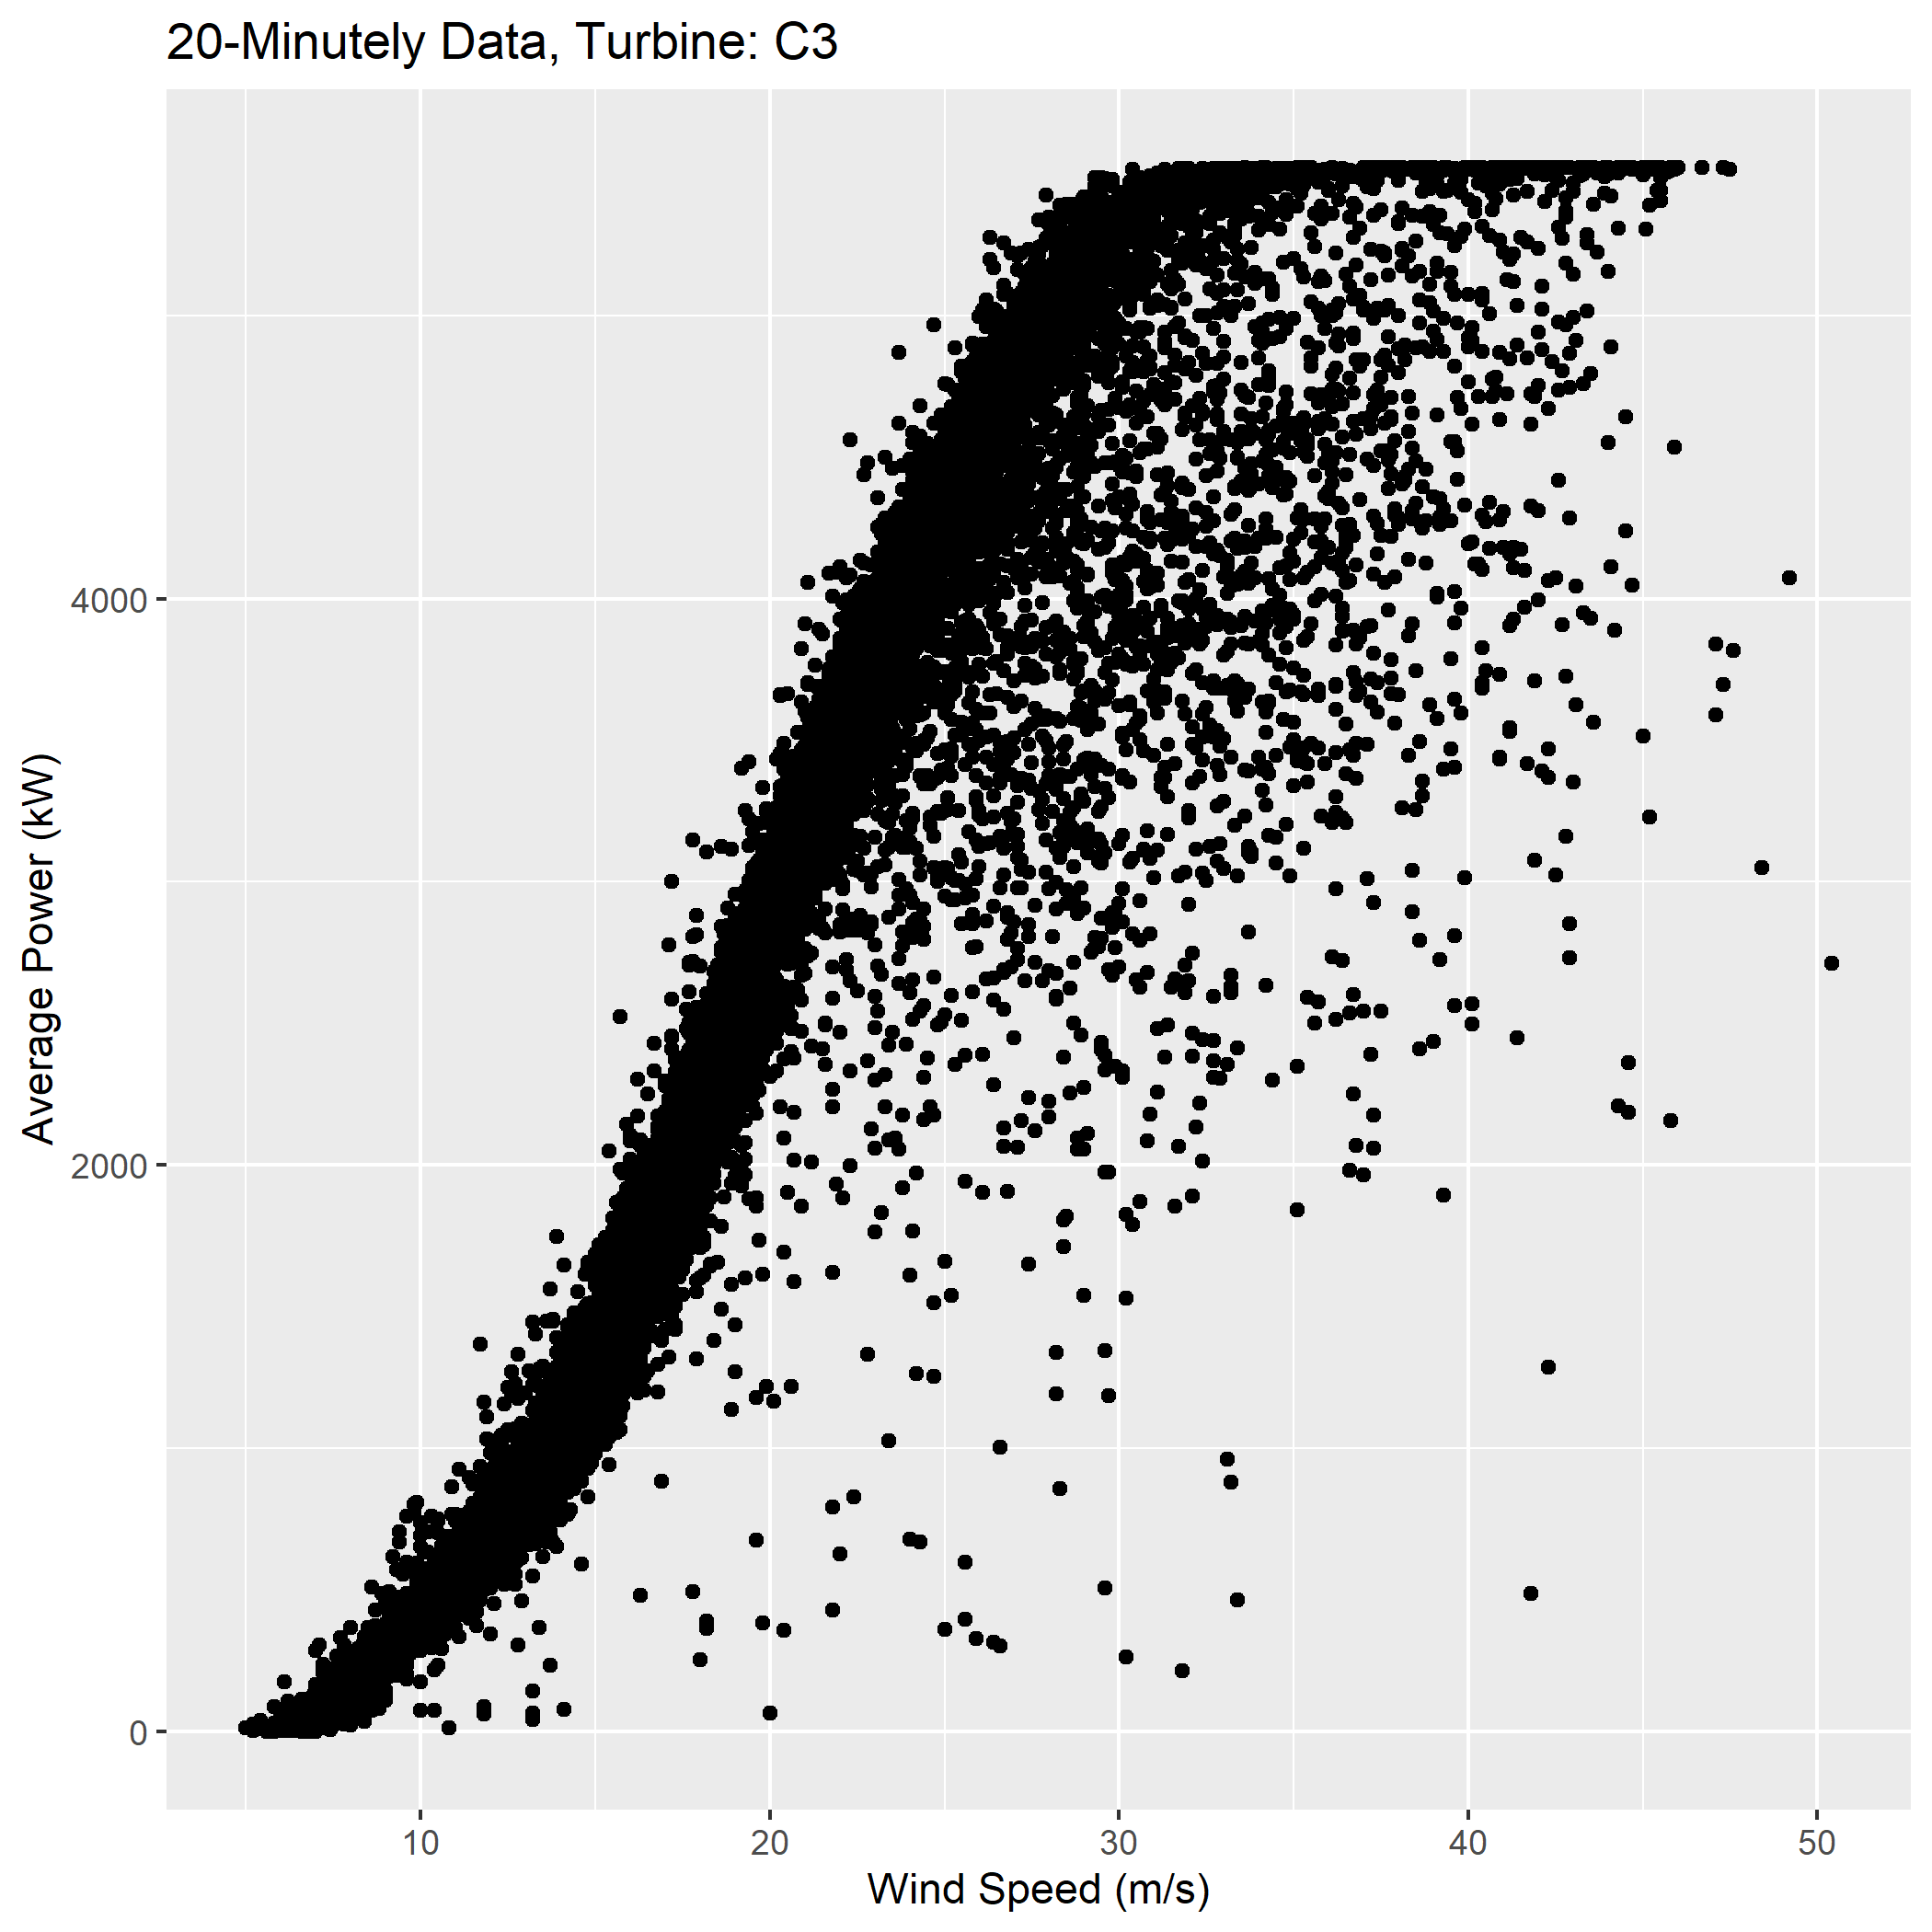 20-Minutely Data, Turbine: C3
Average Power (kW)
4000
2000
0
10 20 30 40 50
Wind Speed (m/s)